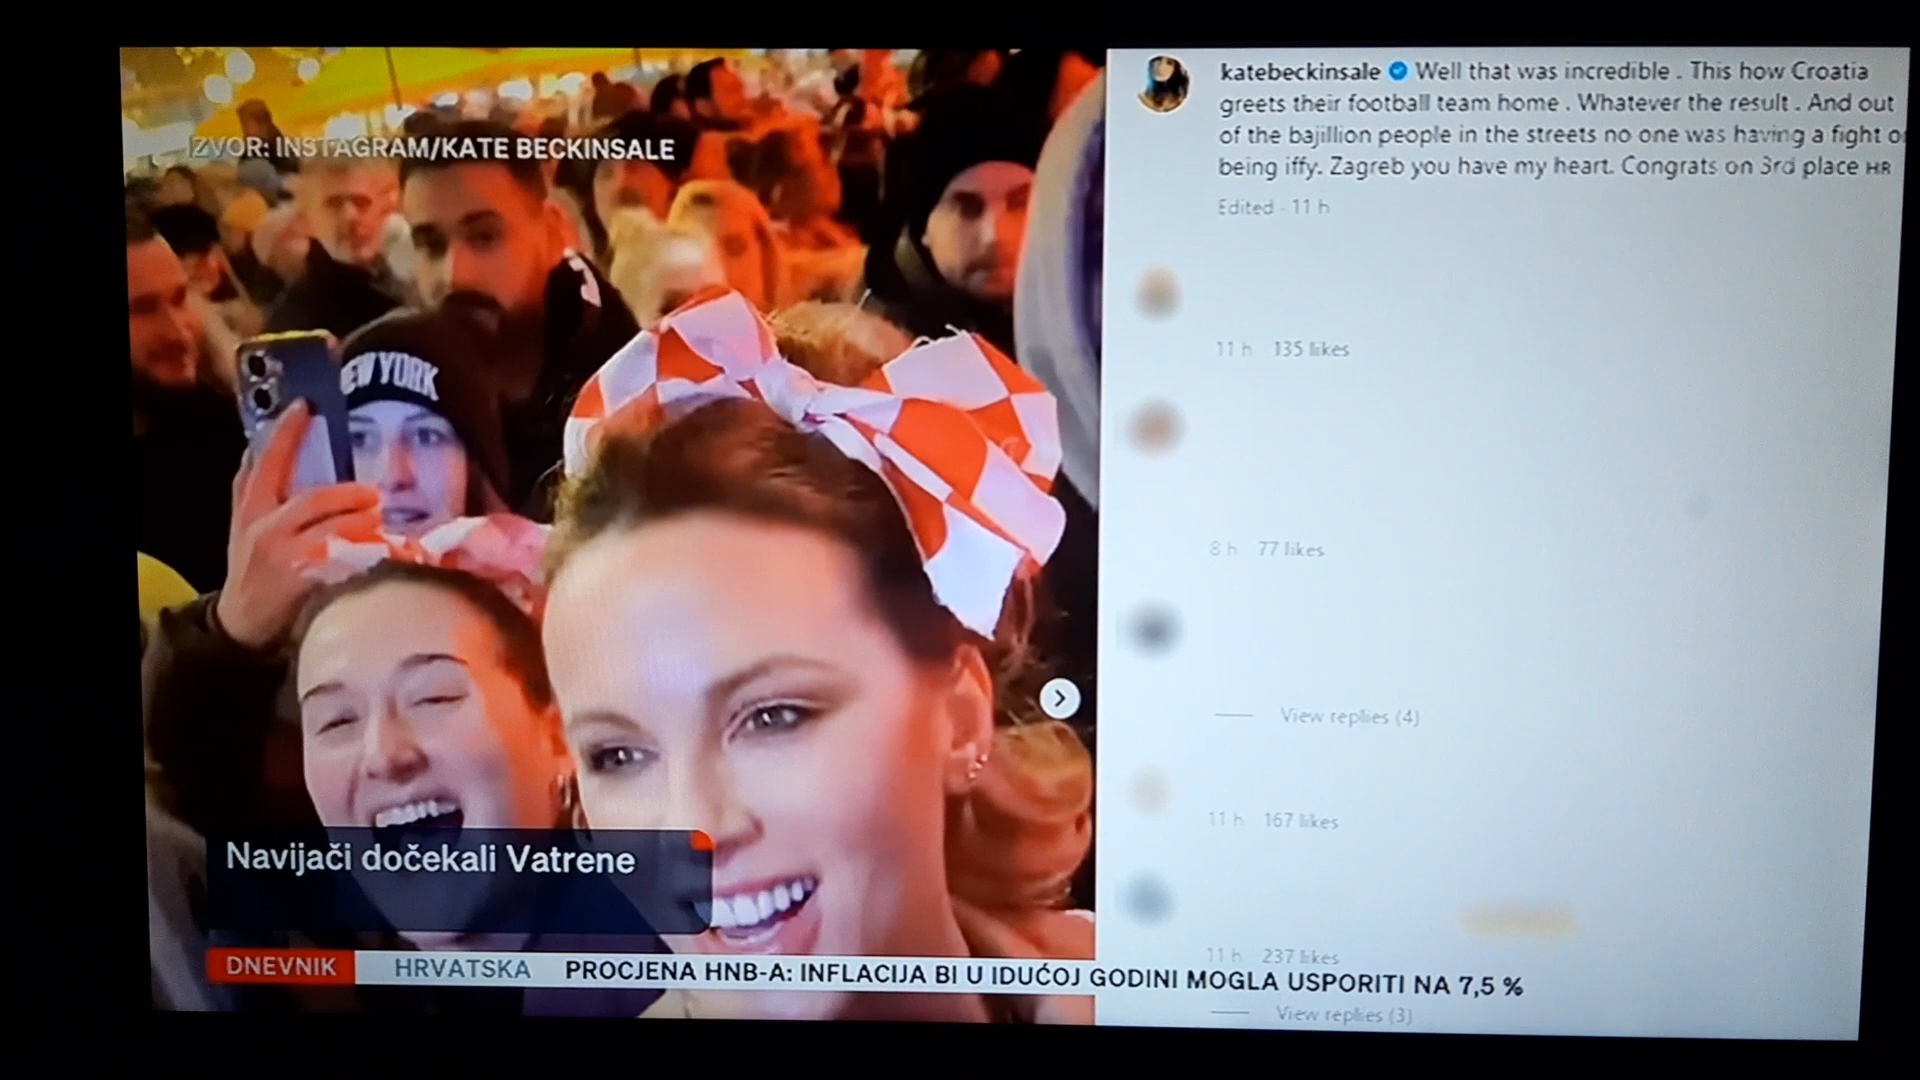 IZVOR: INSTAGRAM/KATE BECKINSALE
NEW YORK
Navijači dočekali Vatrene
DNEVNIK HRVATSKA PROCJENA HNB-A: INFLACIJA BI U IDUĆOJ GODINI MOGLA USPORITI NA 7,5 %
katebeckinsale Well that was incredible . This how Croatia
greets their football team home . Whatever the result . And out
of the bajillion people in the streets no one was having a fight or
being iffy. Zagreb you have my heart. Congrats on 3rd place HR
Edited · 11 h
11 h 135 likes
8 h 77 likes
View replies (4)
11 h 167 likes
11 h 237 likes
View replies (3)